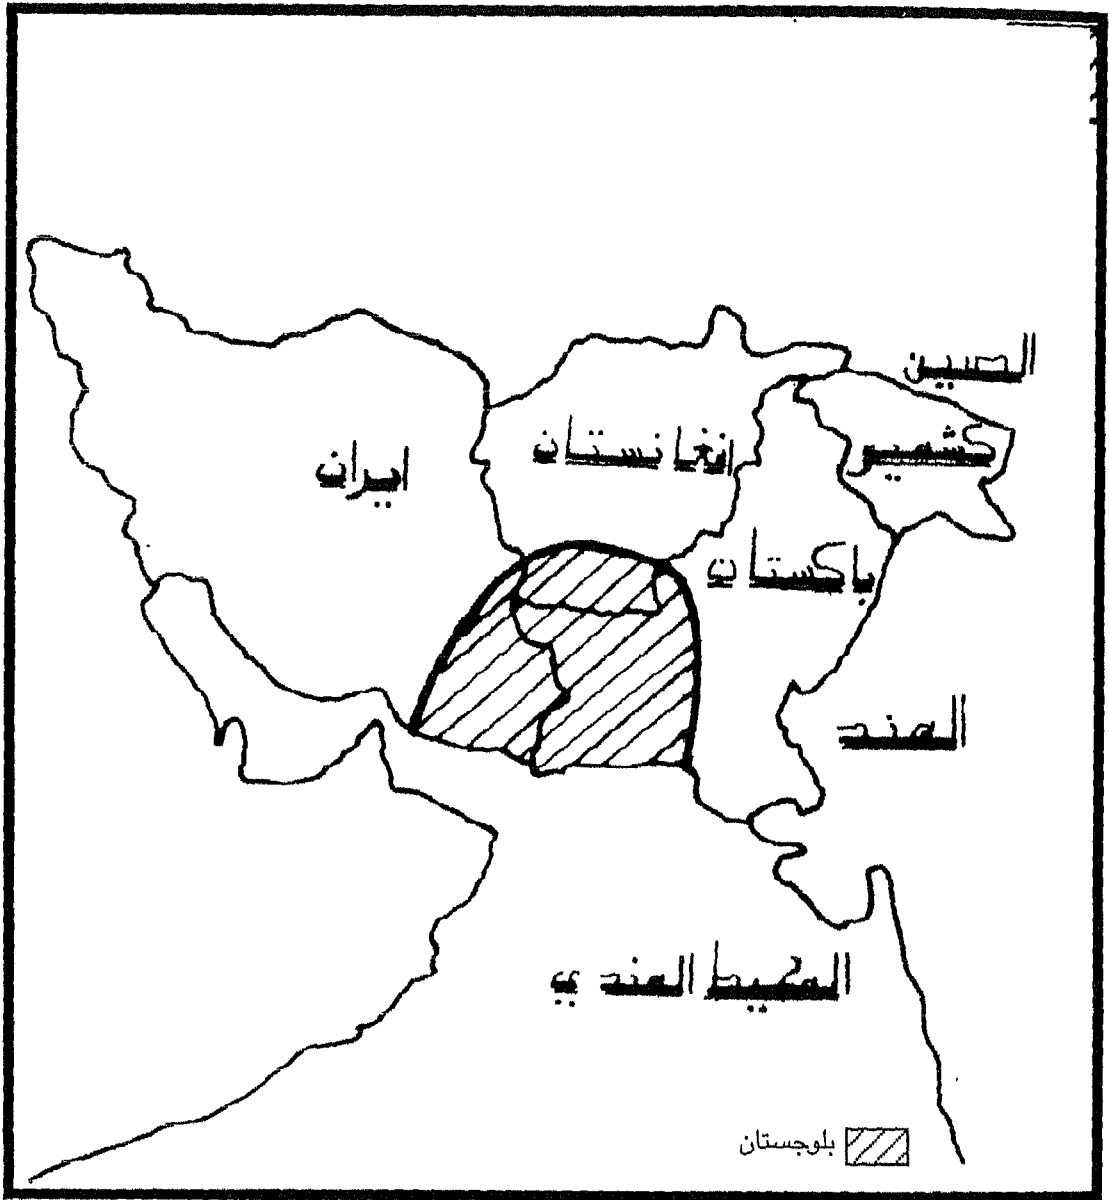 الصين
كشمير
افغانستان
ايران
باكستان
الهند
المحيط الهندي
بلوجستان